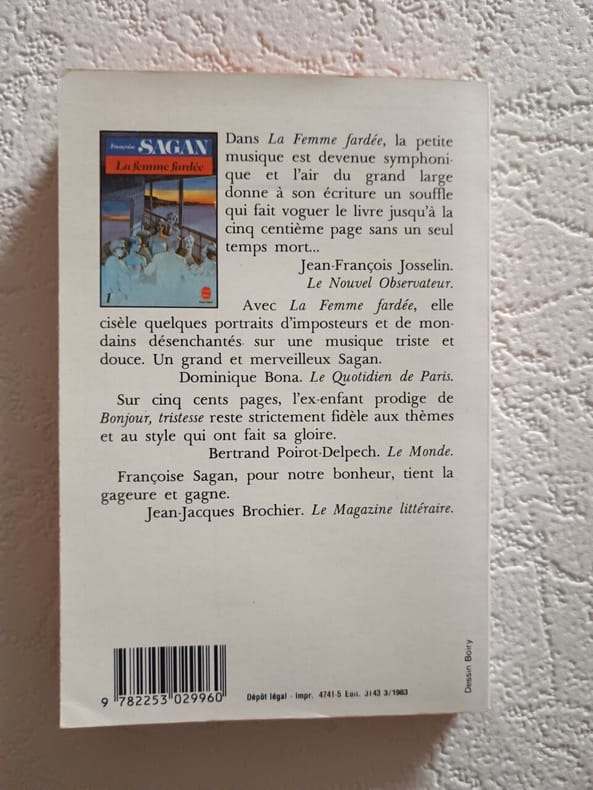 Françoise SAGAN
La femme fardée
1
Dans La Femme fardée, la petite
musique est devenue symphoni-
que et l'air du grand large
donne à son écriture un souffle
qui fait voguer le livre jusqu'à la
cinq centième page sans un seul
temps mort...
Jean-François Josselin.
Le Nouvel Observateur.
Avec La Femme fardée, elle
cisèle quelques portraits d'imposteurs et de mon-
dains désenchantés sur une musique triste et
douce. Un grand et merveilleux Sagan.
Dominique Bona. Le Quotidien de Paris.
Sur cinq cents pages, l'ex-enfant prodige de
Bonjour, tristesse reste strictement fidèle aux thèmes
et au style qui ont fait sa gloire.
Bertrand Poirot-Delpech. Le Monde.
Françoise Sagan, pour notre bonheur, tient la
gageure et gagne.
Jean-Jacques Brochier. Le Magazine littéraire.
9 782253 029960
Dépôt légal - Impr. 4741-5 Edit. 3143 3/1983
Dessin Boiry